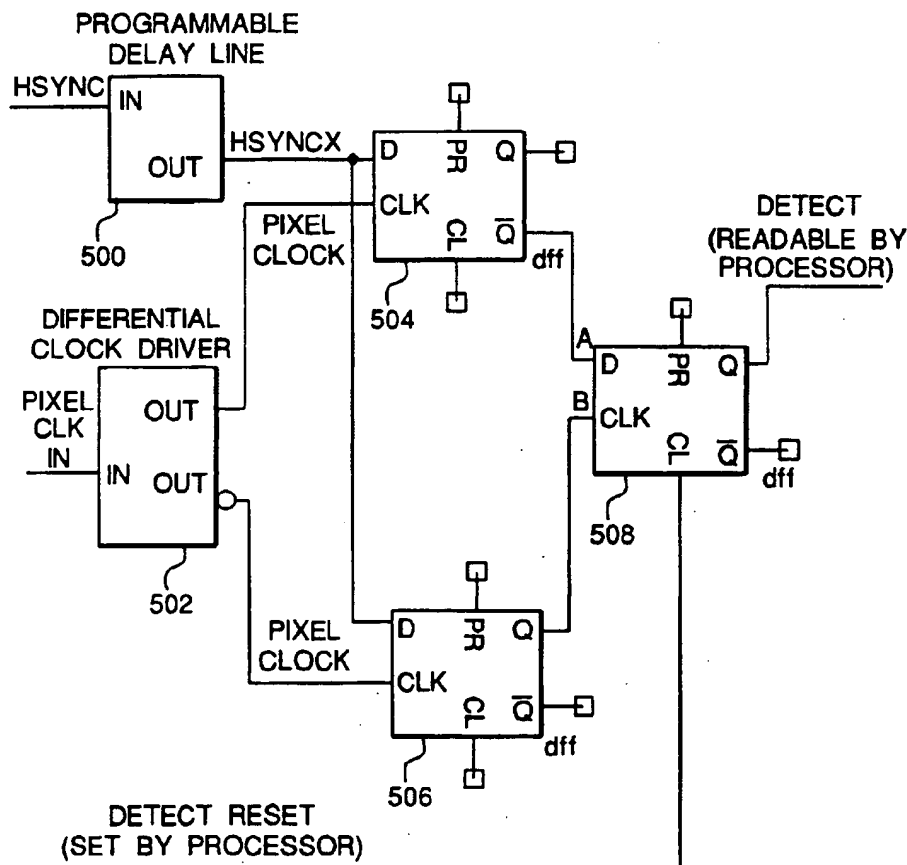 PROGRAMMABLE
DELAY LINE
HSYNC
IN
OUT
HSYNCX
500
PIXEL
CLOCK
D
PR
Q
CLK
CL
Q̅
dff
504
DETECT
(READABLE BY
PROCESSOR)
DIFFERENTIAL
CLOCK DRIVER
PIXEL
CLK
IN
IN
OUT
OUT
502
A
B
D
PR
Q
CLK
CL
Q̅
dff
508
PIXEL
CLOCK
D
PR
Q
CLK
CL
Q̅
dff
506
DETECT RESET
(SET BY PROCESSOR)